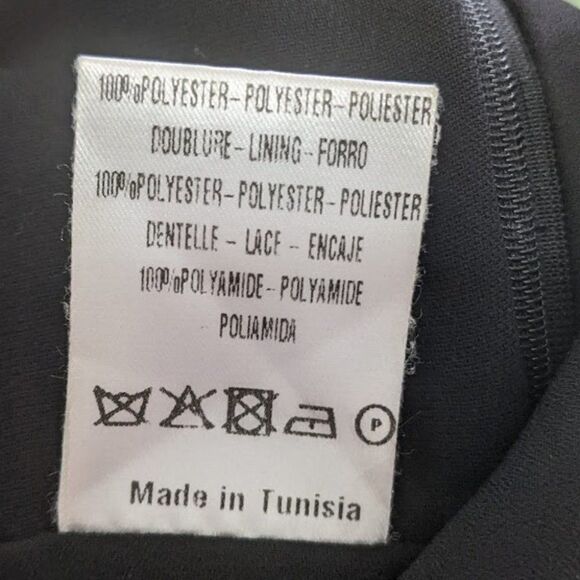 100%POLYESTER-POLYESTER-POLIESTER
DOUBLURE - LINING - FORRO
100%POLYESTER-POLYESTER-POLIESTER
DENTELLE - LACE - ENCAJE
100%POLYAMIDE-POLYAMIDE
POLIAMIDA
P
Made in Tunisia